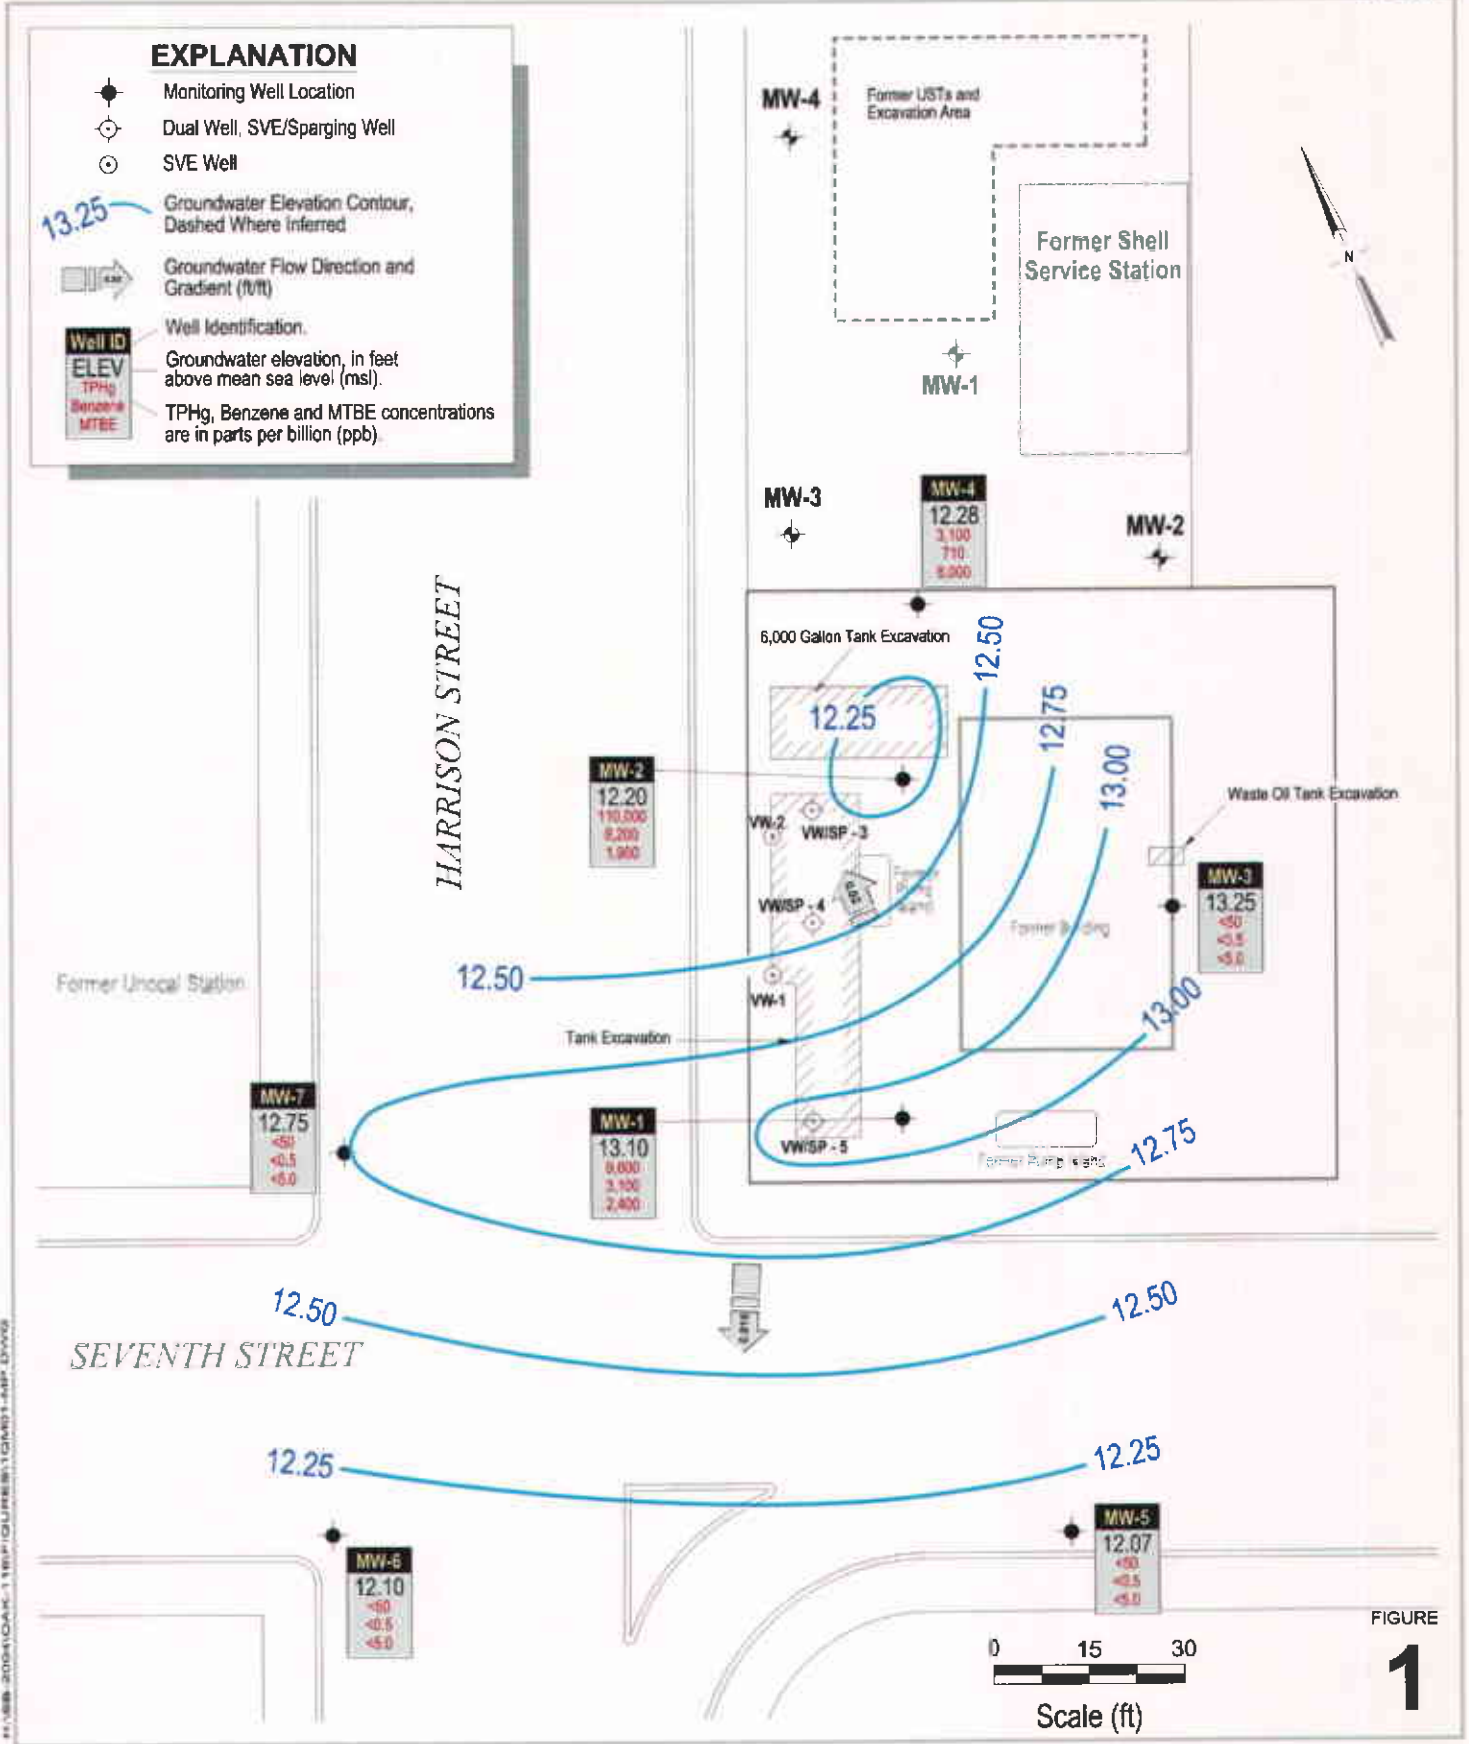 EXPLANATION
Monitoring Well Location
Dual Well, SVE/Sparging Well
SVE Well
13.25
Groundwater Elevation Contour,
Dashed Where Inferred
Groundwater Flow Direction and
Gradient (ft/ft)
Well ID
ELEV
TPHg
Benzene
MTBE
Well Identification.
Groundwater elevation, in feet
above mean sea level (msl).
TPHg, Benzene and MTBE concentrations
are in parts per billion (ppb).
MW-4
Former USTs and
Excavation Area
Former Shell
Service Station
N
MW-1
MW-3
MW-2
MW-4
12.28
3,100
710
8,000
HARRISON STREET
6,000 Gallon Tank Excavation
12.50
12.25
12.75
13.00
MW-2
12.20
110,000
8,200
1,900
VW-2
VW/SP - 3
Waste Oil Tank Excavation
MW-3
13.25
<50
<0.5
<5.0
Former
Pump
Island
VW/SP - 4
Former Building
12.50
VW-1
Former Unocal Station
13.00
Tank Excavation
MW-7
12.75
<50
<0.5
<5.0
MW-1
13.10
9,600
3,100
2,400
VW/SP - 5
Former Pump Island
12.75
12.50
12.50
SEVENTH STREET
12.25
12.25
MW-6
12.10
<50
<0.5
<5.0
MW-5
12.07
<50
<0.5
<5.0
0 15 30
Scale (ft)
FIGURE
1